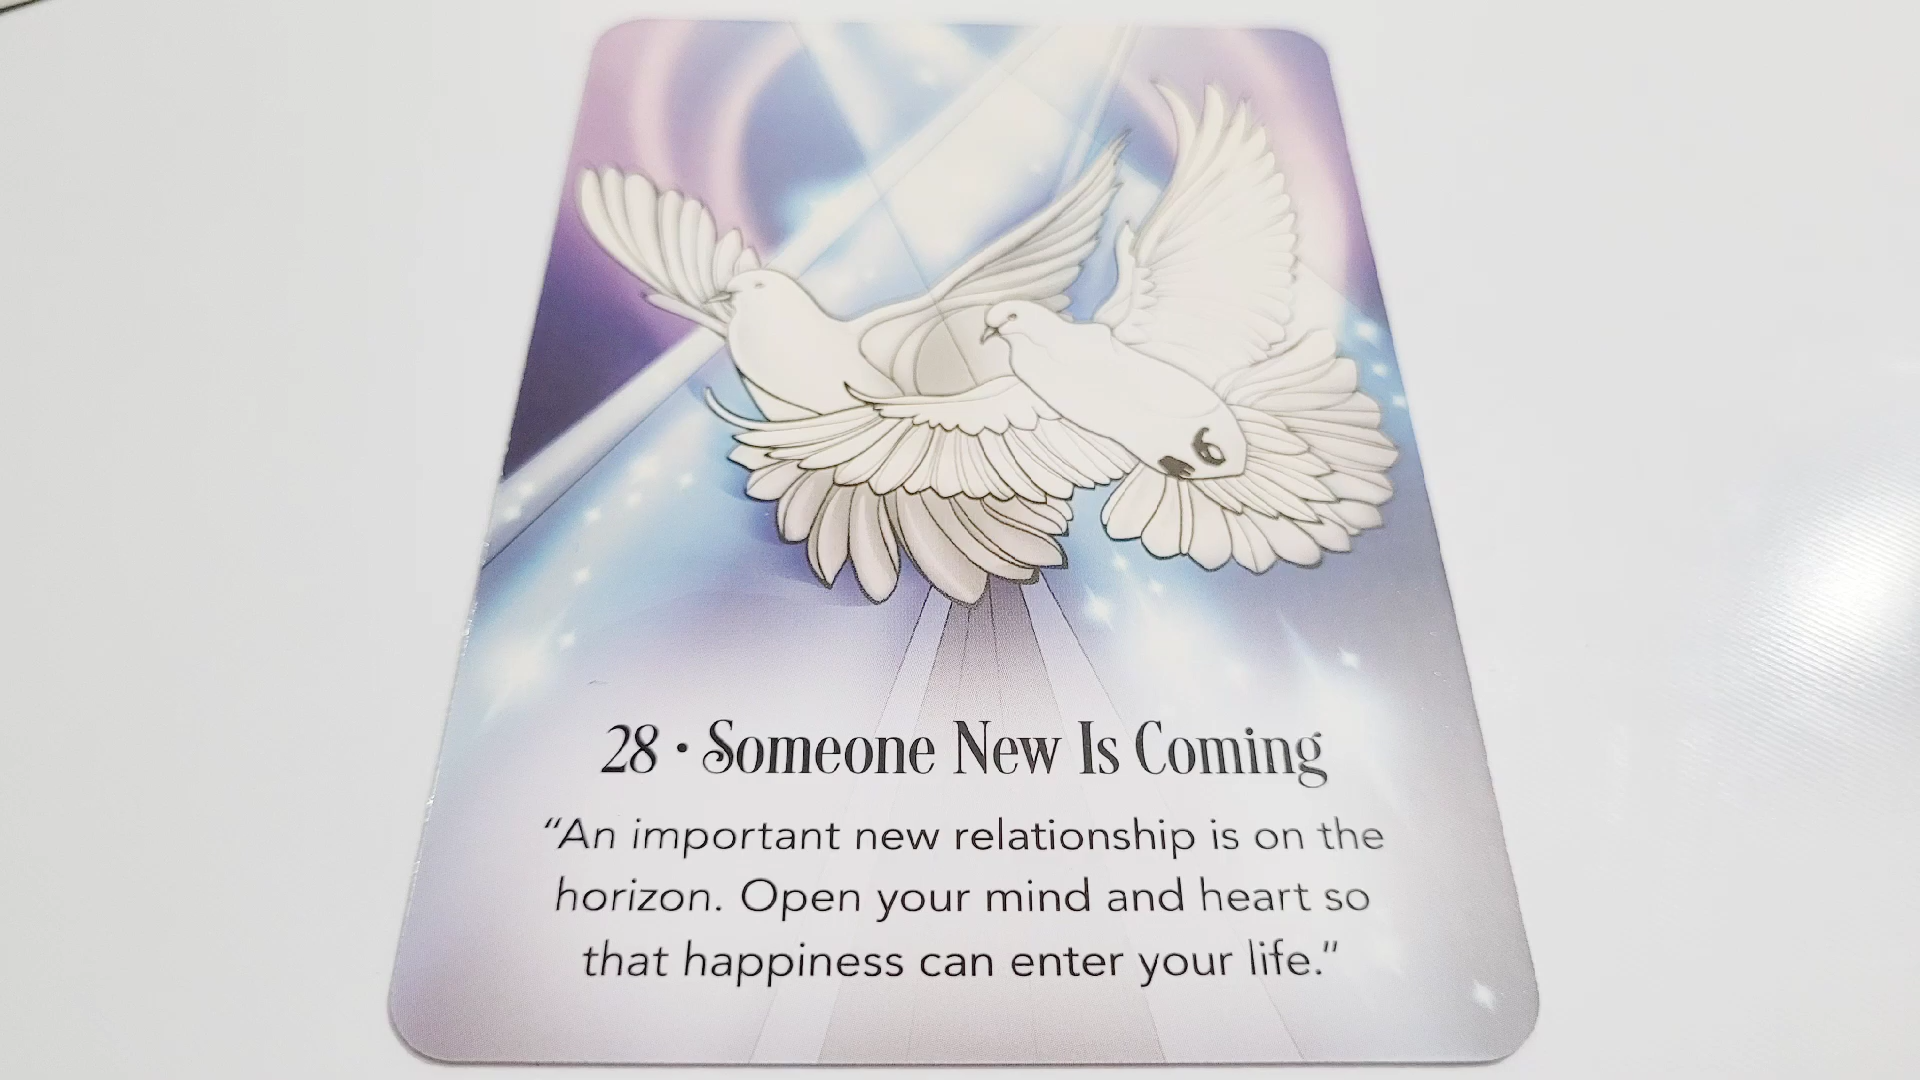 28 • Someone New Is Coming
“An important new relationship is on the
horizon. Open your mind and heart so
that happiness can enter your life.”